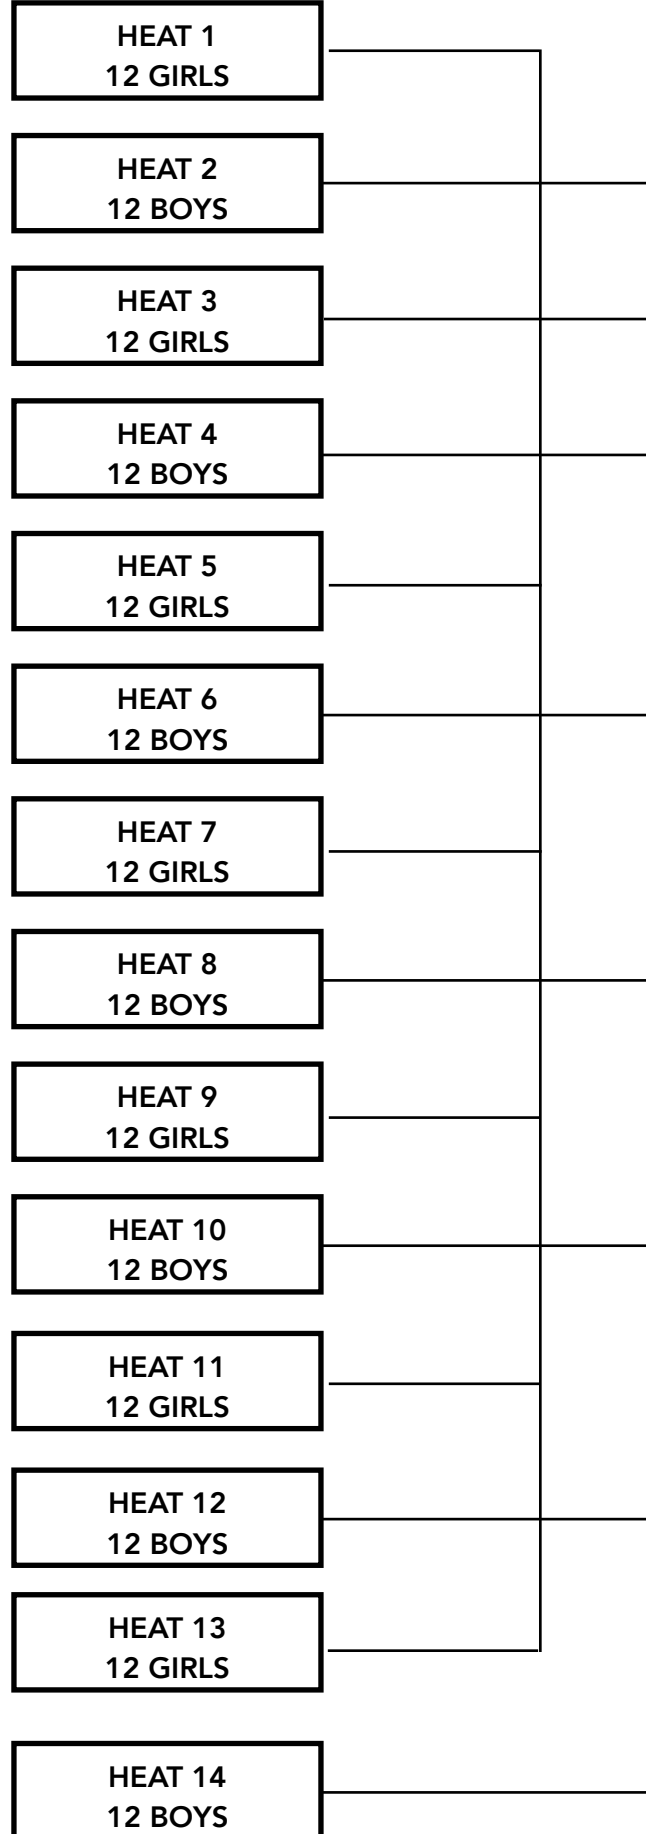 HEAT 1
12 GIRLS
HEAT 2
12 BOYS
HEAT 3
12 GIRLS
HEAT 4
12 BOYS
HEAT 5
12 GIRLS
HEAT 6
12 BOYS
HEAT 7
12 GIRLS
HEAT 8
12 BOYS
HEAT 9
12 GIRLS
HEAT 10
12 BOYS
HEAT 11
12 GIRLS
HEAT 12
12 BOYS
HEAT 13
12 GIRLS
HEAT 14
12 BOYS